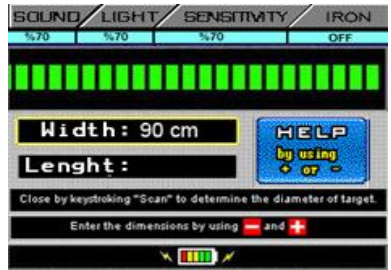 SOUND LIGHT SENSITIVITY IRON
%70 %70 %70 OFF
Width: 90 cm
HELP
by using
+ or -
Lenght:
Close by keystroking "Scan" to determine the diameter of target.
Enter the dimensions by using - and +